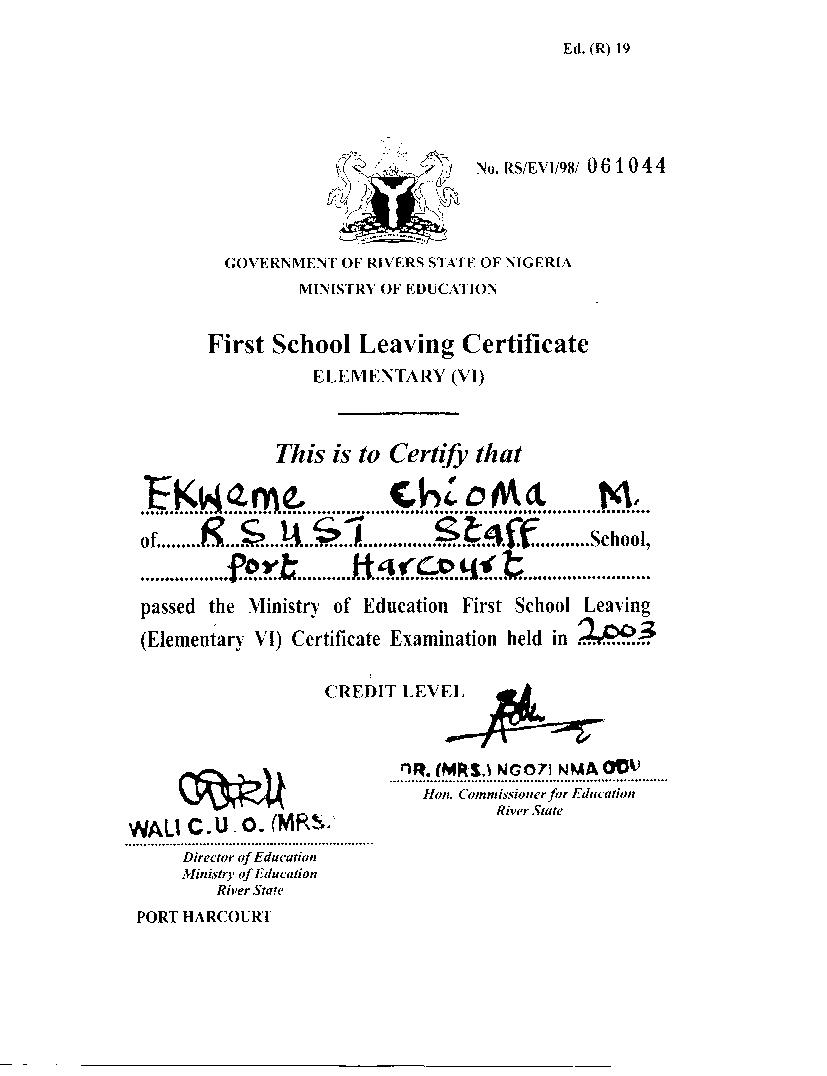 Ed. (R) 19
No. RS/EVI/98/ 061044
GOVERNMENT OF RIVERS STATE OF NIGERIA
MINISTRY OF EDUCATION
First School Leaving Certificate
ELEMENTARY (VI)
This is to Certify that
EKWeme ChioMa M.
of RSUST Staff School,
Port Harcourt
passed the Ministry of Education First School Leaving
(Elementary VI) Certificate Examination held in 2003
CREDIT LEVEL
DR. (MRS.) NGOZI NMA ODU
Hon. Commissioner for Education
River State
WALI C.U.O. (MRS.
Director of Education
Ministry of Education
River State
PORT HARCOURT